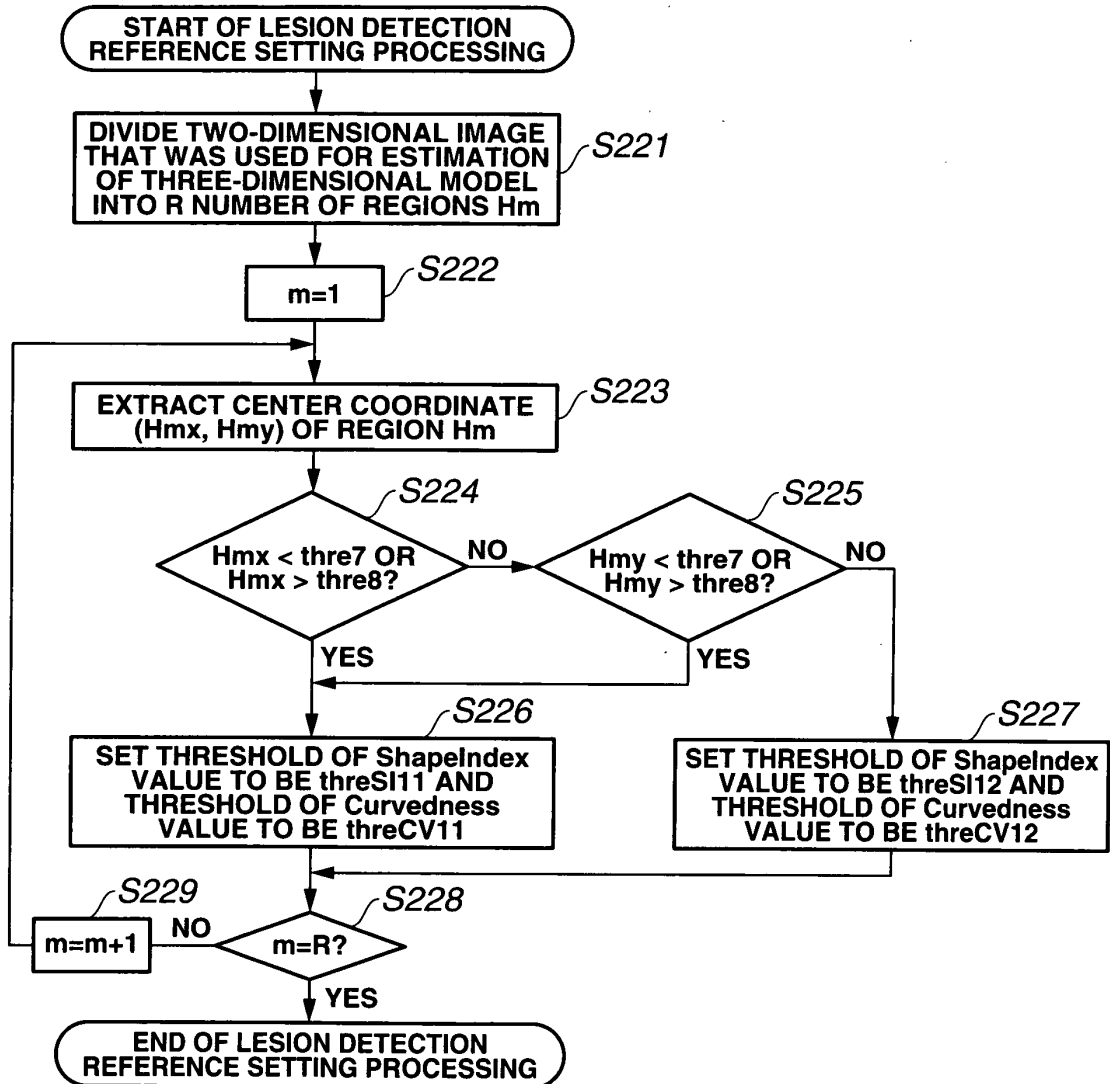 START OF LESION DETECTION
REFERENCE SETTING PROCESSING
DIVIDE TWO-DIMENSIONAL IMAGE
THAT WAS USED FOR ESTIMATION
OF THREE-DIMENSIONAL MODEL
INTO R NUMBER OF REGIONS Hm
S221
m=1
S222
EXTRACT CENTER COORDINATE
(Hmx, Hmy) OF REGION Hm
S223
S224
Hmx < thre7 OR
Hmx > thre8?
NO
YES
S225
Hmy < thre7 OR
Hmy > thre8?
NO
YES
S226
SET THRESHOLD OF ShapeIndex
VALUE TO BE threSI11 AND
THRESHOLD OF Curvedness
VALUE TO BE threCV11
S227
SET THRESHOLD OF ShapeIndex
VALUE TO BE threSI12 AND
THRESHOLD OF Curvedness
VALUE TO BE threCV12
S229
m=m+1
NO
S228
m=R?
YES
END OF LESION DETECTION
REFERENCE SETTING PROCESSING